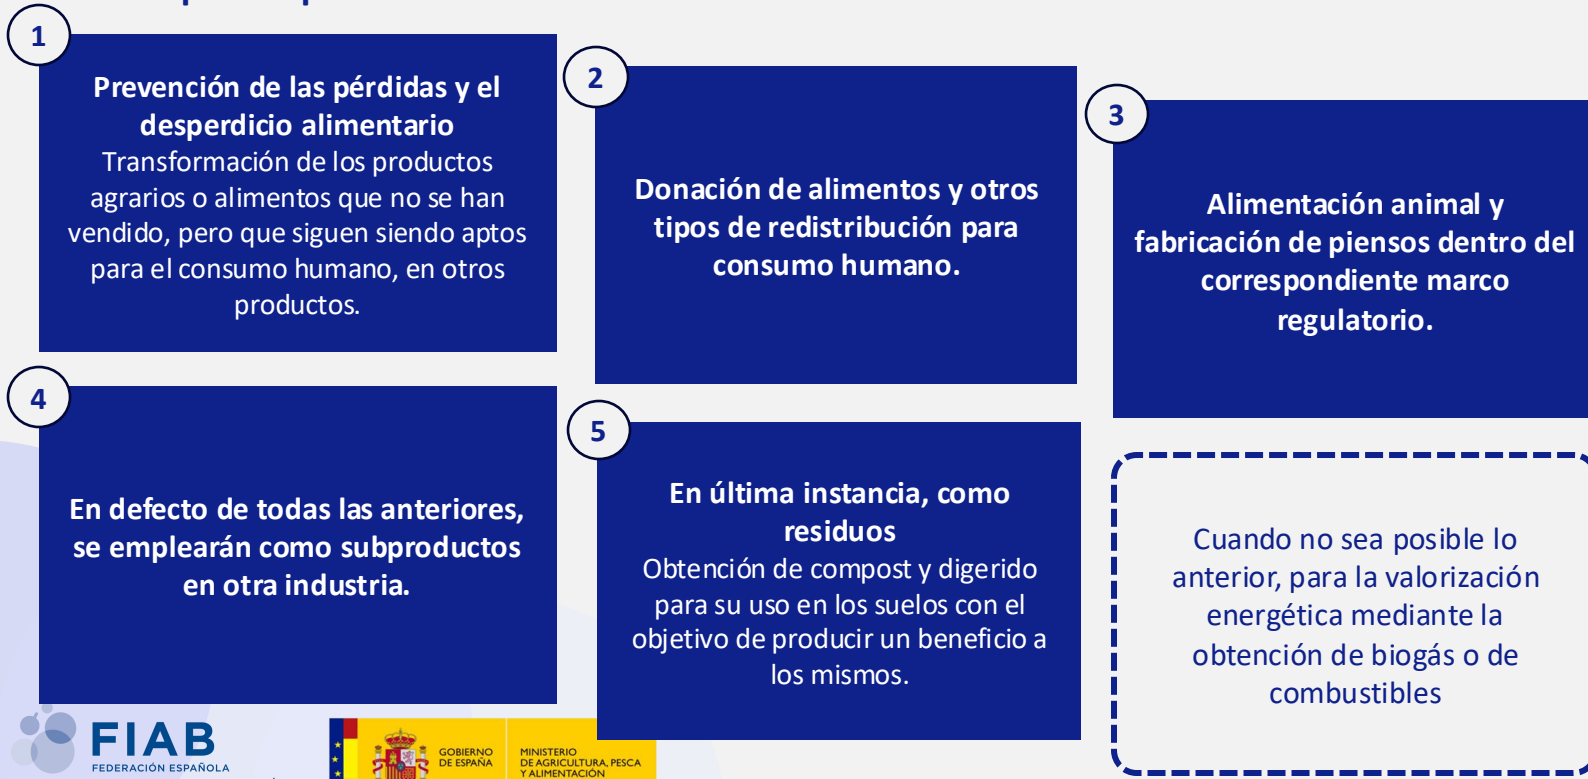 1
Prevención de las pérdidas y el
desperdicio alimentario
Transformación de los productos
agrarios o alimentos que no se han
vendido, pero que siguen siendo aptos
para el consumo humano, en otros
productos.
2
Donación de alimentos y otros
tipos de redistribución para
consumo humano.
3
Alimentación animal y
fabricación de piensos dentro del
correspondiente marco
regulatorio.
4
En defecto de todas las anteriores,
se emplearán como subproductos
en otra industria.
5
En última instancia, como
residuos
Obtención de compost y digerido
para su uso en los suelos con el
objetivo de producir un beneficio a
los mismos.
Cuando no sea posible lo
anterior, para la valorización
energética mediante la
obtención de biogás o de
combustibles
FIAB
FEDERACIÓN ESPAÑOLA
GOBIERNO
DE ESPAÑA
MINISTERIO
DE AGRICULTURA, PESCA
Y ALIMENTACIÓN